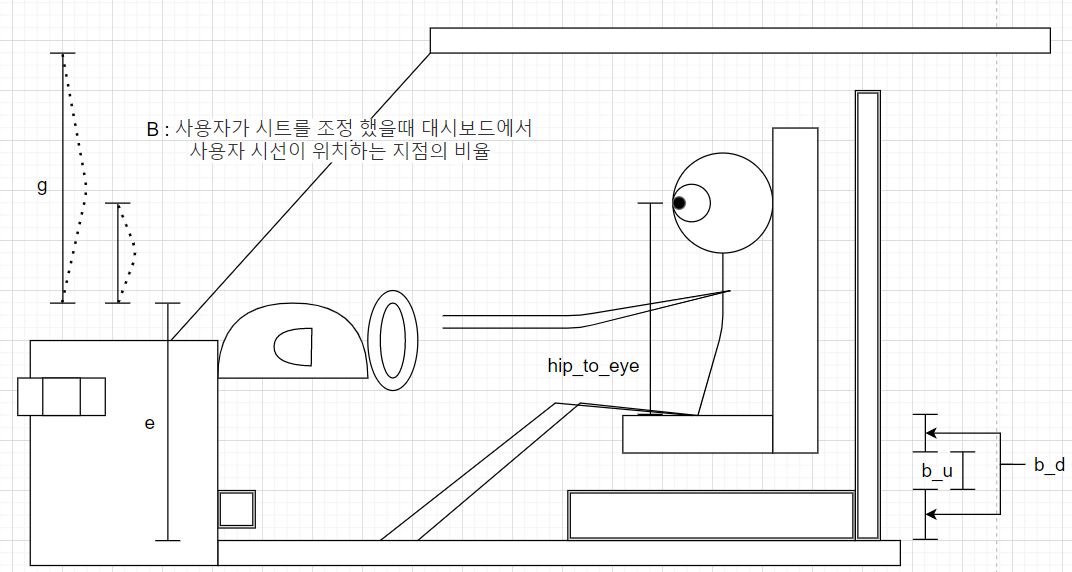 B : 사용자가 시트를 조정 했을때 대시보드에서
사용자 시선이 위치하는 지점의 비율
g
hip_to_eye
e
b_u
b_d